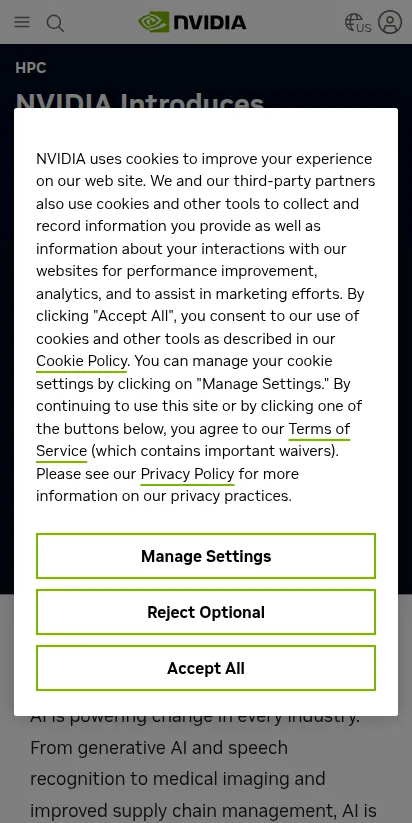 US
NVIDIA
HPC
NVIDIA Introduces
NVIDIA uses cookies to improve your experience
on our web site. We and our third-party partners
also use cookies and other tools to collect and
record information you provide as well as
information about your interactions with our
websites for performance improvement,
analytics, and to assist in marketing efforts. By
clicking "Accept All", you consent to our use of
cookies and other tools as described in our
Cookie Policy. You can manage your cookie
settings by clicking on "Manage Settings." By
continuing to use this site or by clicking one of
the buttons below, you agree to our Terms of
Service (which contains important waivers).
Please see our Privacy Policy for more
information on our privacy practices.
Manage Settings
Reject Optional
Accept All
AI is powering change in every industry.
From generative AI and speech
recognition to medical imaging and
improved supply chain management, AI is